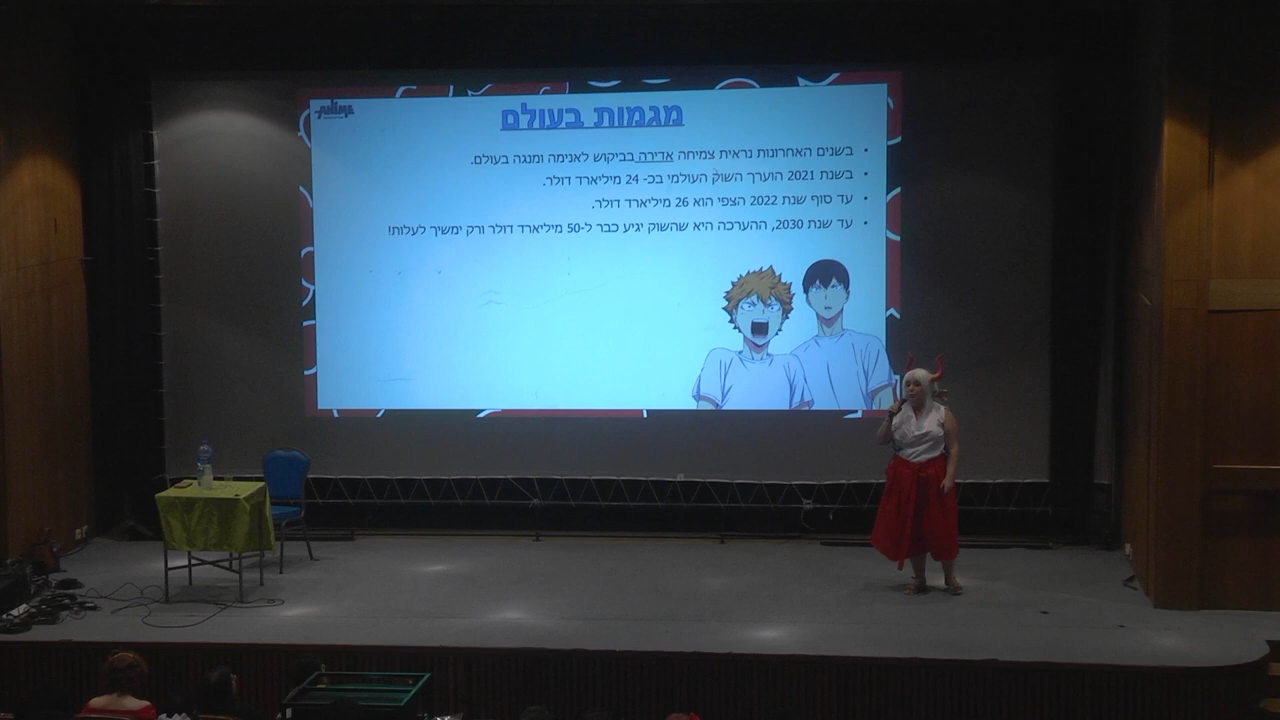 מגמות בעולם
בשנים האחרונות נראית צמיחה אדירה בביקוש לאנימה ומנגה בעולם.
בשנת 2021 הוערך השוק העולמי בכ- 24 מיליארד דולר.
עד סוף שנת 2022 הצפי הוא 26 מיליארד דולר.
עד שנת 2030, ההערכה היא שהשוק יגיע כבר ל-50 מיליארד דולר ורק ימשיך לעלות!